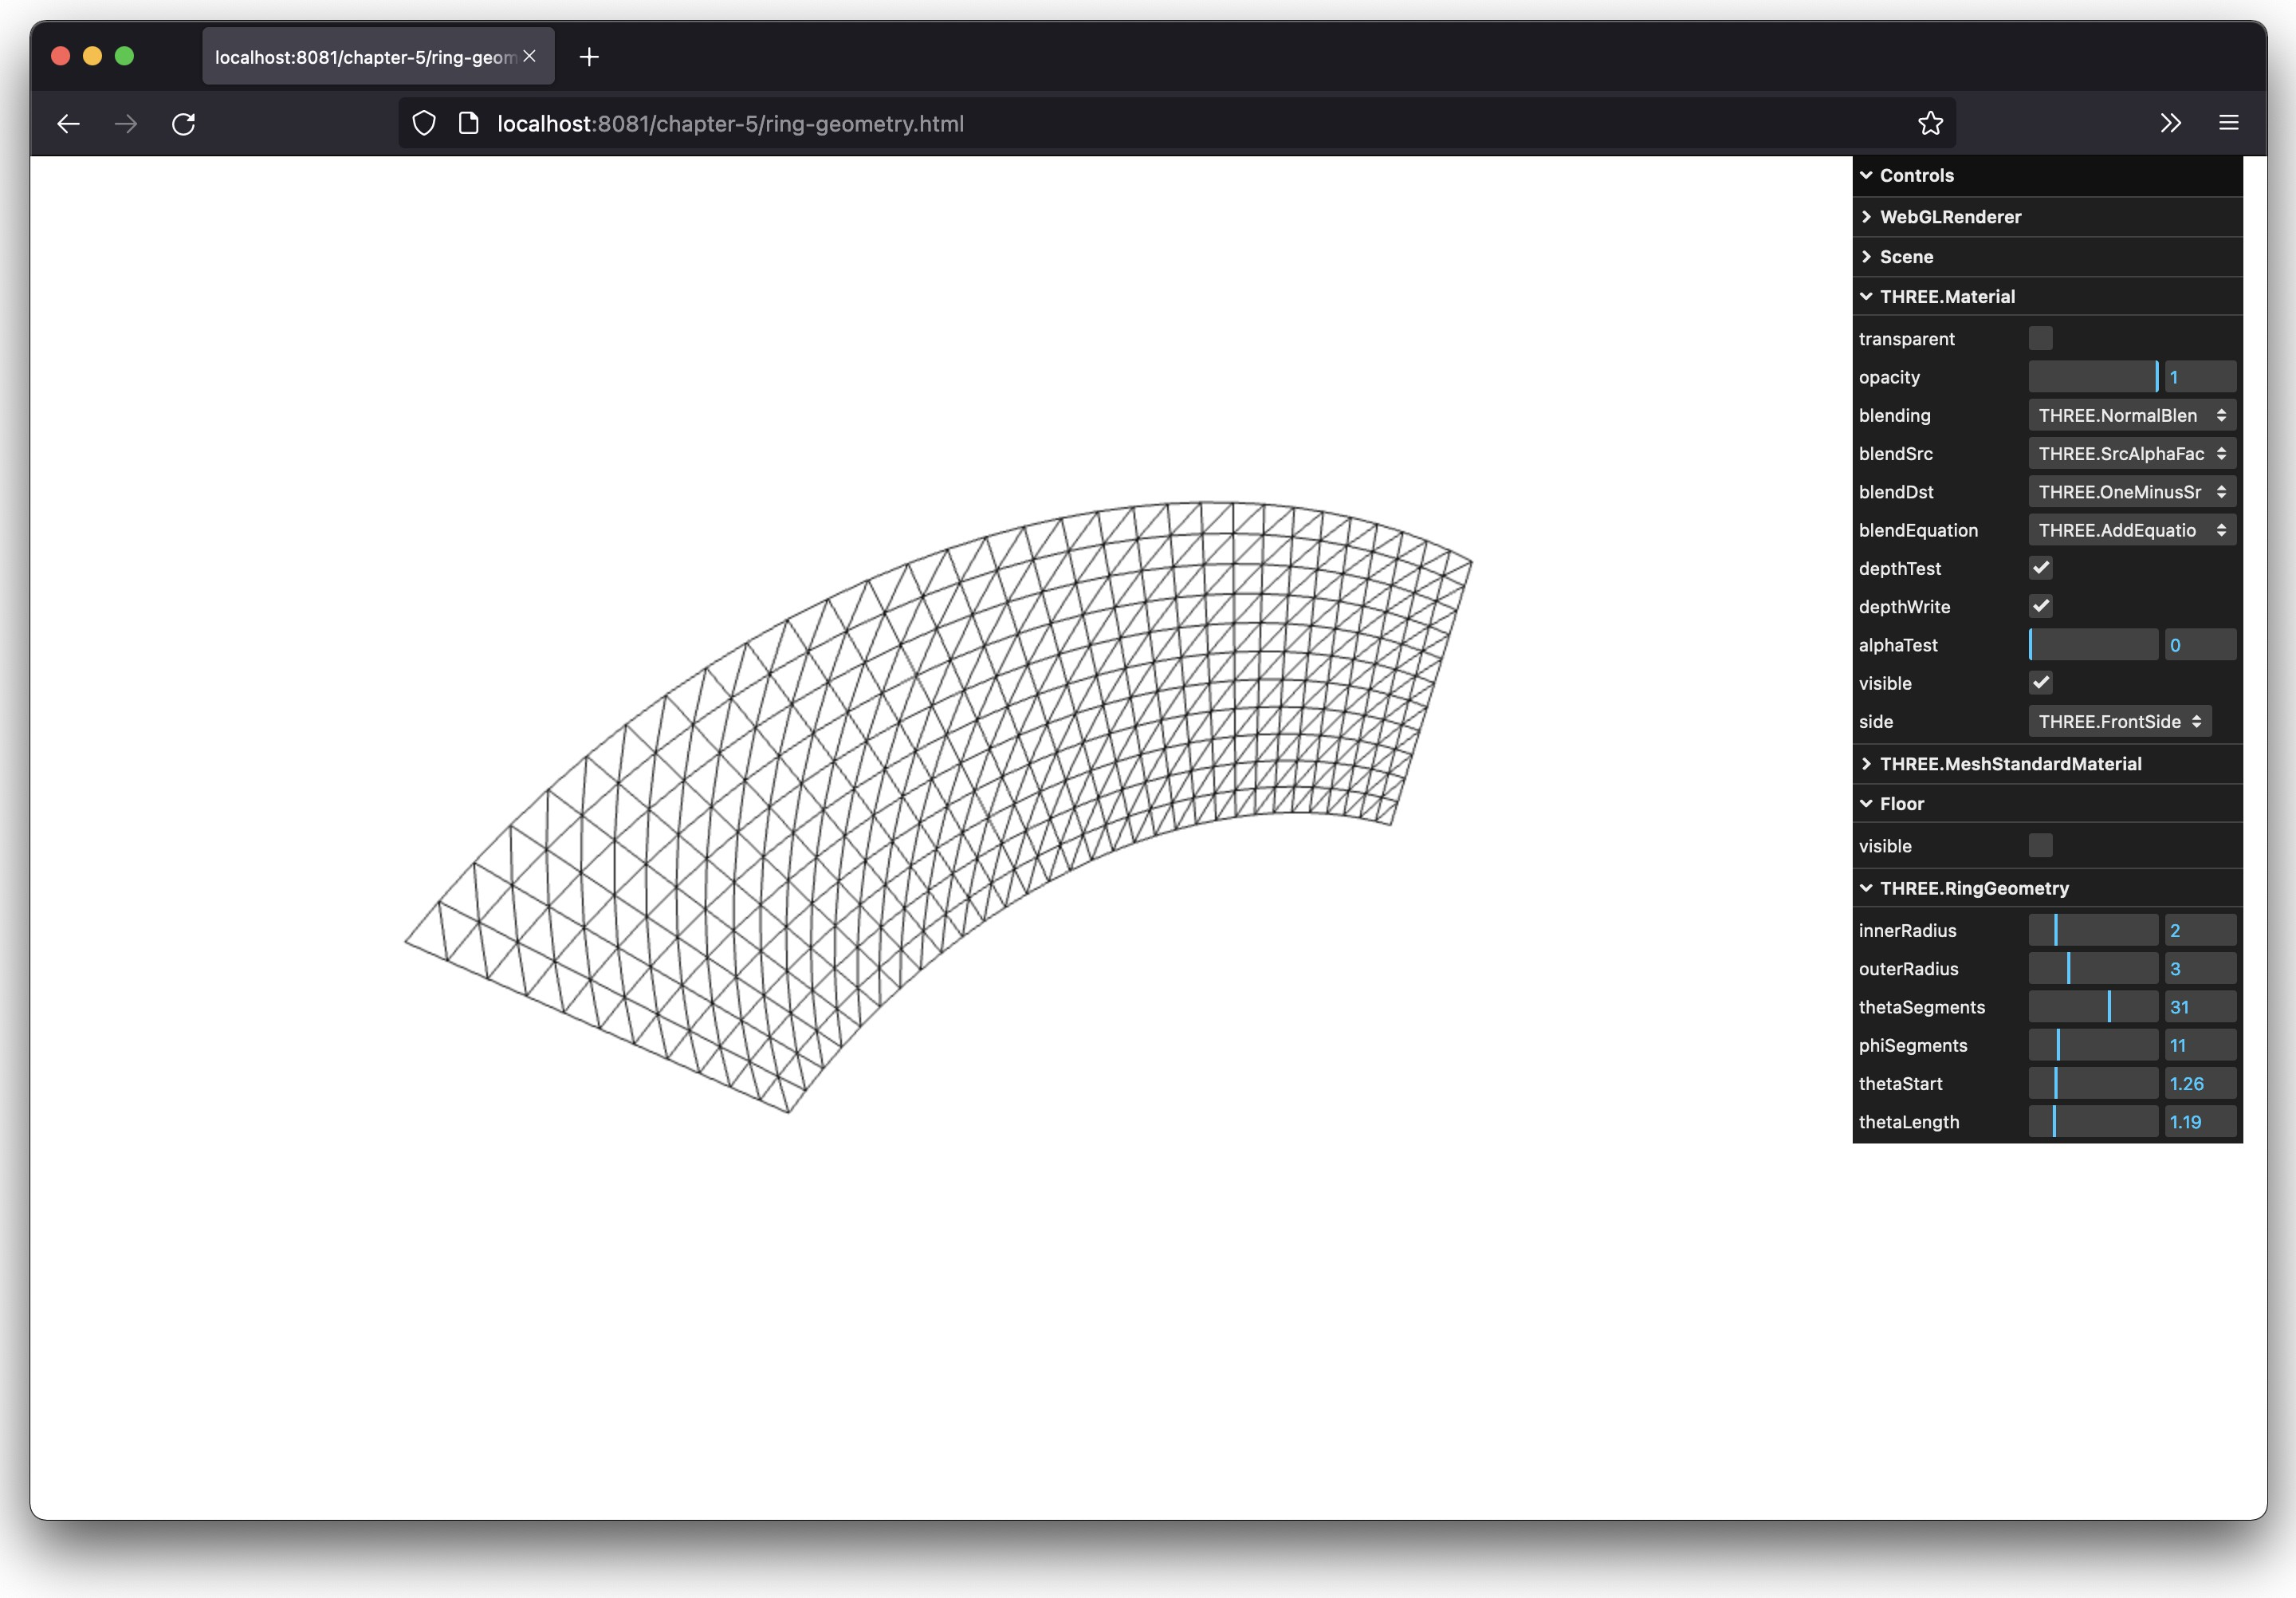 localhost:8081/chapter-5/ring-geom
localhost:8081/chapter-5/ring-geometry.html
Controls
WebGLRenderer
Scene
THREE.Material
transparent
opacity 1
blending THREE.NormalBlen
blendSrc THREE.SrcAlphaFac
blendDst THREE.OneMinusSr
blendEquation THREE.AddEquatio
depthTest
depthWrite
alphaTest 0
visible
side THREE.FrontSide
THREE.MeshStandardMaterial
Floor
visible
THREE.RingGeometry
innerRadius 2
outerRadius 3
thetaSegments 31
phiSegments 11
thetaStart 1.26
thetaLength 1.19